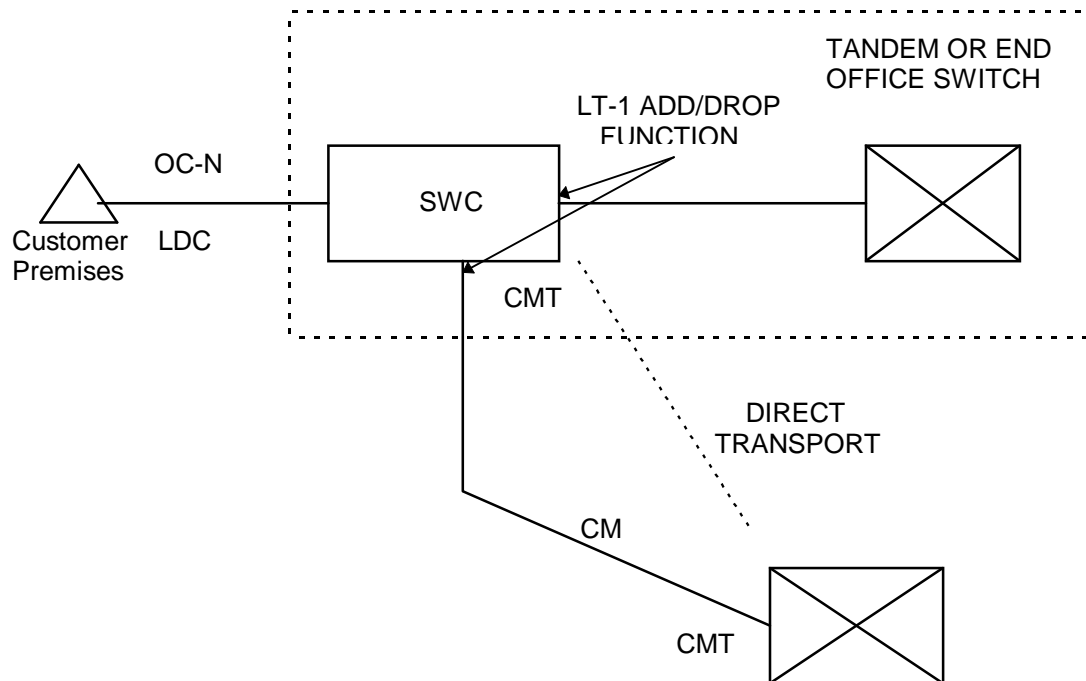 TANDEM OR END
OFFICE SWITCH
LT-1 ADD/DROP
FUNCTION
OC-N
SWC
LDC
Customer
Premises
CMT
DIRECT
TRANSPORT
CM
CMT